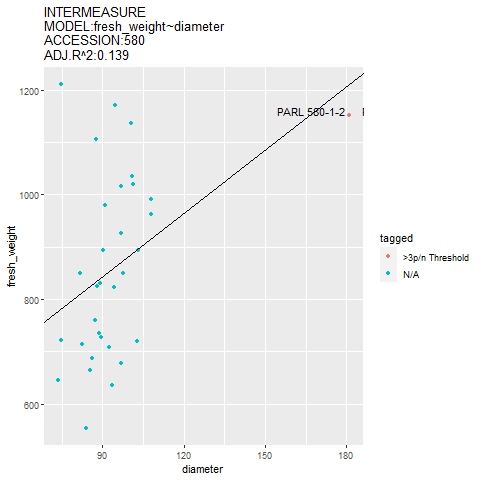 INTERMEASURE
MODEL:fresh_weight~diameter
ACCESSION:580
ADJ.R^2:0.139
1200
1000
800
600
fresh_weight
PARL 580-1-2
90
120
150
180
diameter
tagged
>3p/n Threshold
N/A